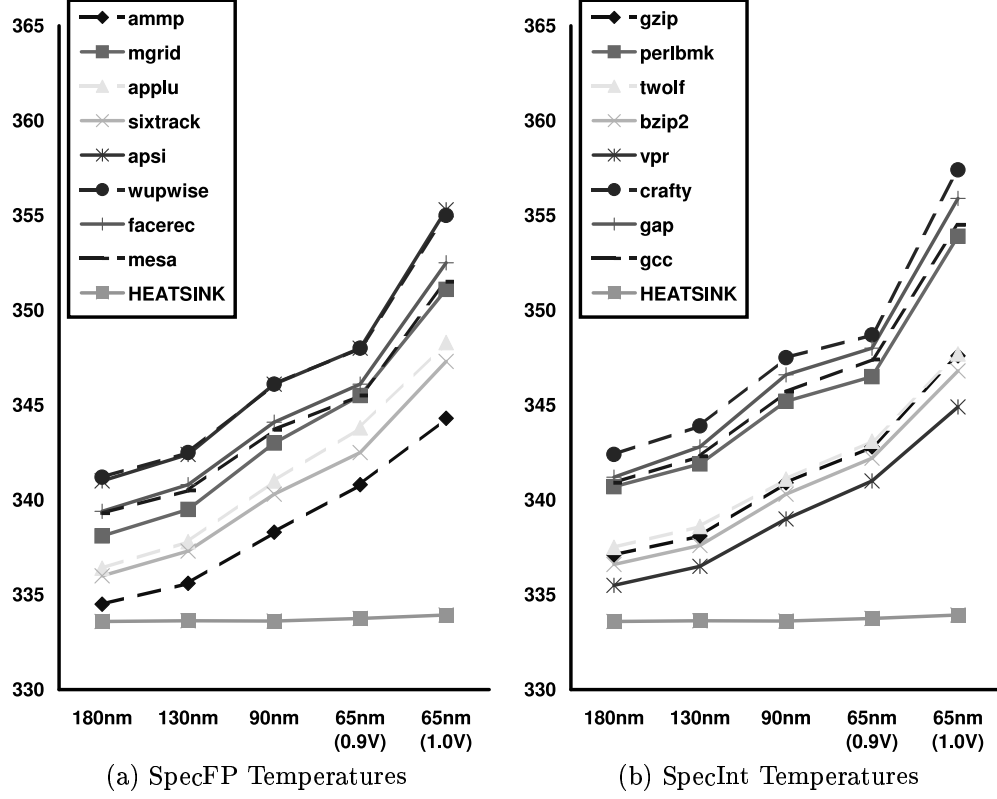 365
360
355
350
345
340
335
330
ammp
mgrid
applu
sixtrack
apsi
wupwise
facerec
mesa
HEATSINK
180nm 130nm 90nm 65nm 65nm
(0.9V) (1.0V)
(a) SpecFP Temperatures
365
360
355
350
345
340
335
330
gzip
perlbmk
twolf
bzip2
vpr
crafty
gap
gcc
HEATSINK
180nm 130nm 90nm 65nm 65nm
(0.9V) (1.0V)
(b) SpecInt Temperatures